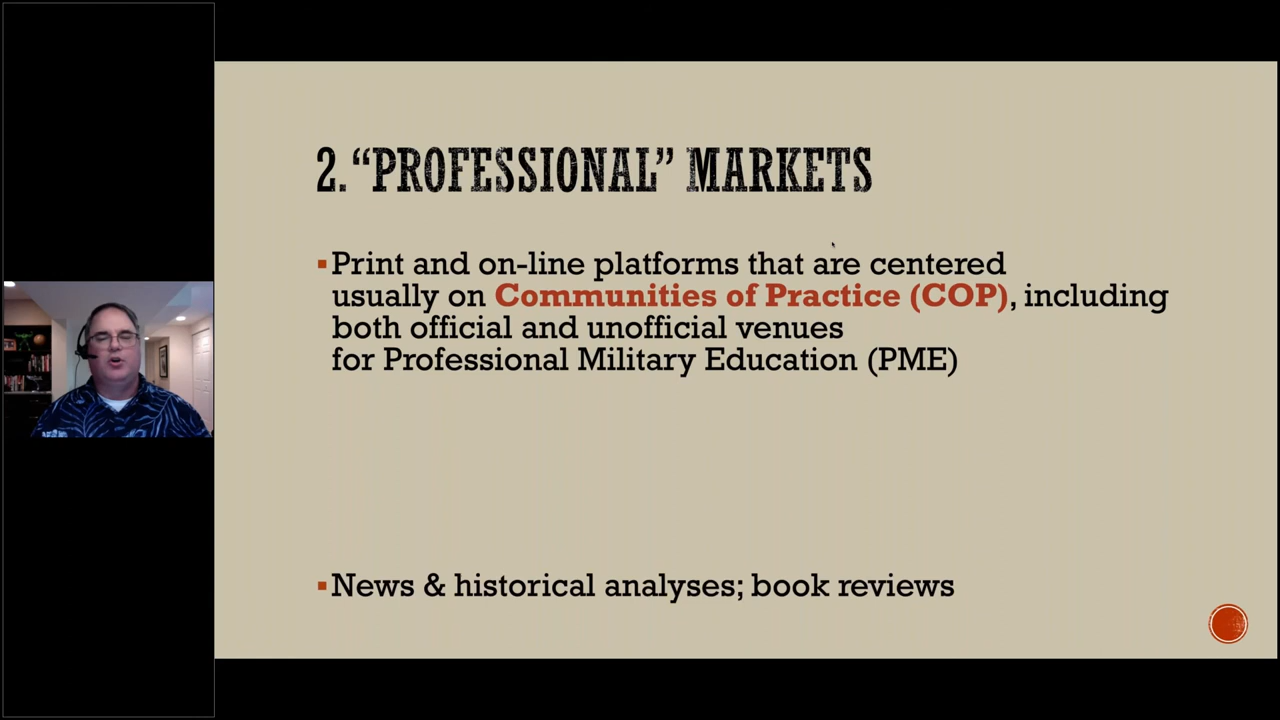 2. “PROFESSIONAL” MARKETS
Print and on-line platforms that are centered
usually on Communities of Practice (COP), including
both official and unofficial venues
for Professional Military Education (PME)
News & historical analyses; book reviews